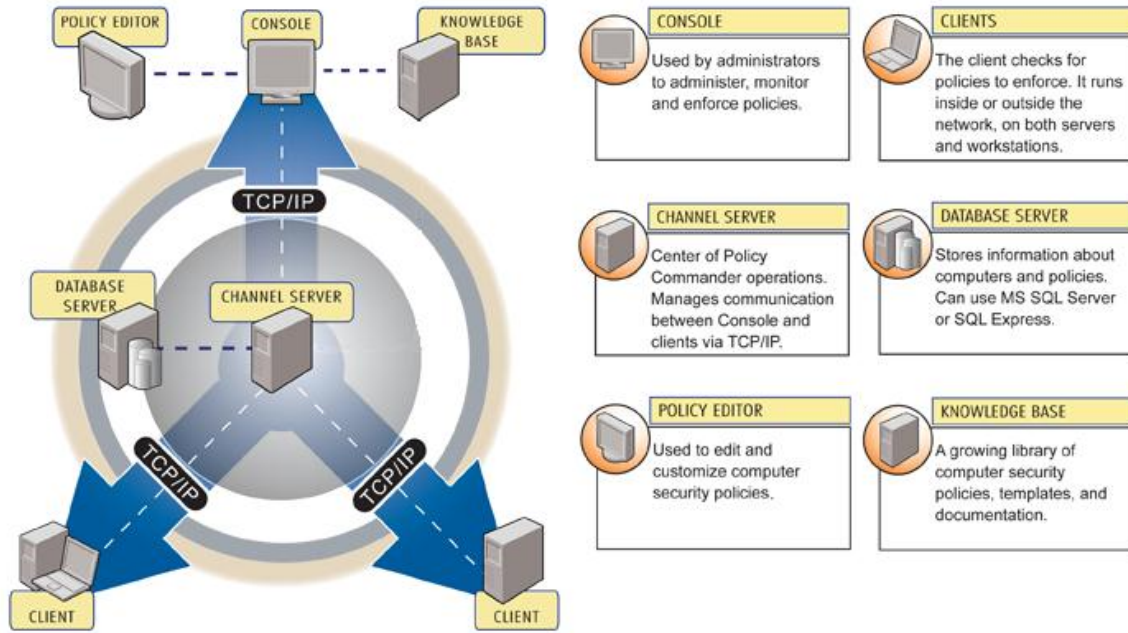 POLICY EDITOR
CONSOLE
KNOWLEDGE
BASE
TCP/IP
DATABASE
SERVER
CHANNEL SERVER
TCP/IP
TCP/IP
CLIENT
CLIENT
CONSOLE
Used by administrators
to administer, monitor
and enforce policies.
CLIENTS
The client checks for
policies to enforce. It runs
inside or outside the
network, on both servers
and workstations.
CHANNEL SERVER
Center of Policy
Commander operations.
Manages communication
between Console and
clients via TCP/IP.
DATABASE SERVER
Stores information about
computers and policies.
Can use MS SQL Server
or SQL Express.
POLICY EDITOR
Used to edit and
customize computer
security policies.
KNOWLEDGE BASE
A growing library of
computer security
policies, templates, and
documentation.